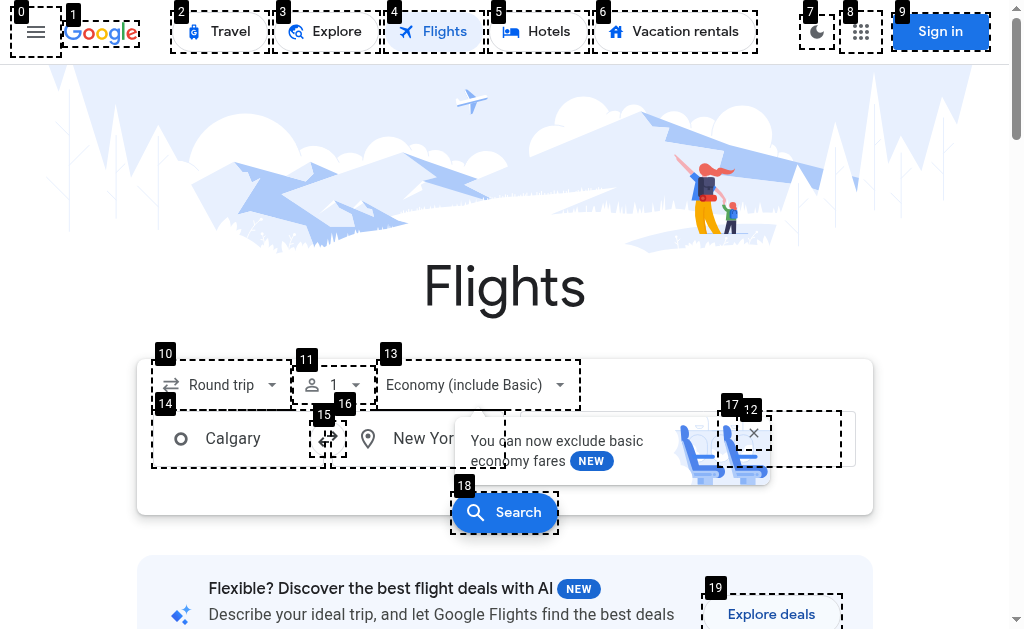 0 1 2 3 4 5 6 7 8 9
Google Travel Explore Flights Hotels Vacation rentals Sign in
Flights
10 11 13
Round trip 1 Economy (include Basic)
14 15 16 17 12
Calgary
You can now exclude basic
economy fares NEW
18
Search
Flexible? Discover the best flight deals with AI NEW
19
Describe your ideal trip, and let Google Flights find the best deals
Explore deals